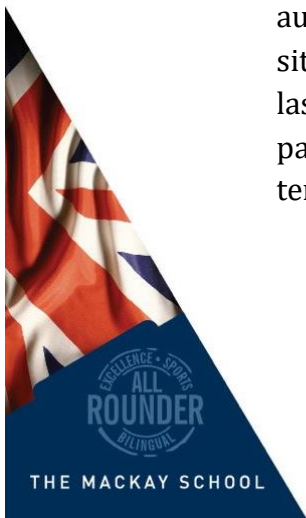 au
sit
las
pa
ter
EXCELLENCE • SPORTS
ALL
ROUNDER
BILINGUAL
THE MACKAY SCHOOL